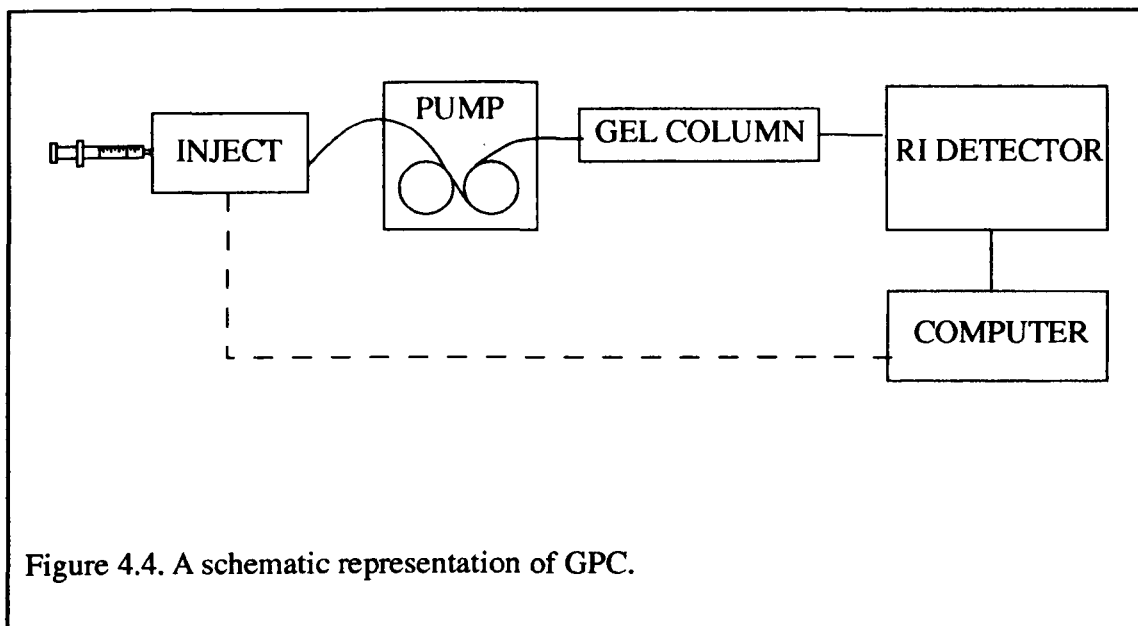 PUMP
INJECT
GEL COLUMN
RI DETECTOR
COMPUTER
Figure 4.4. A schematic representation of GPC.